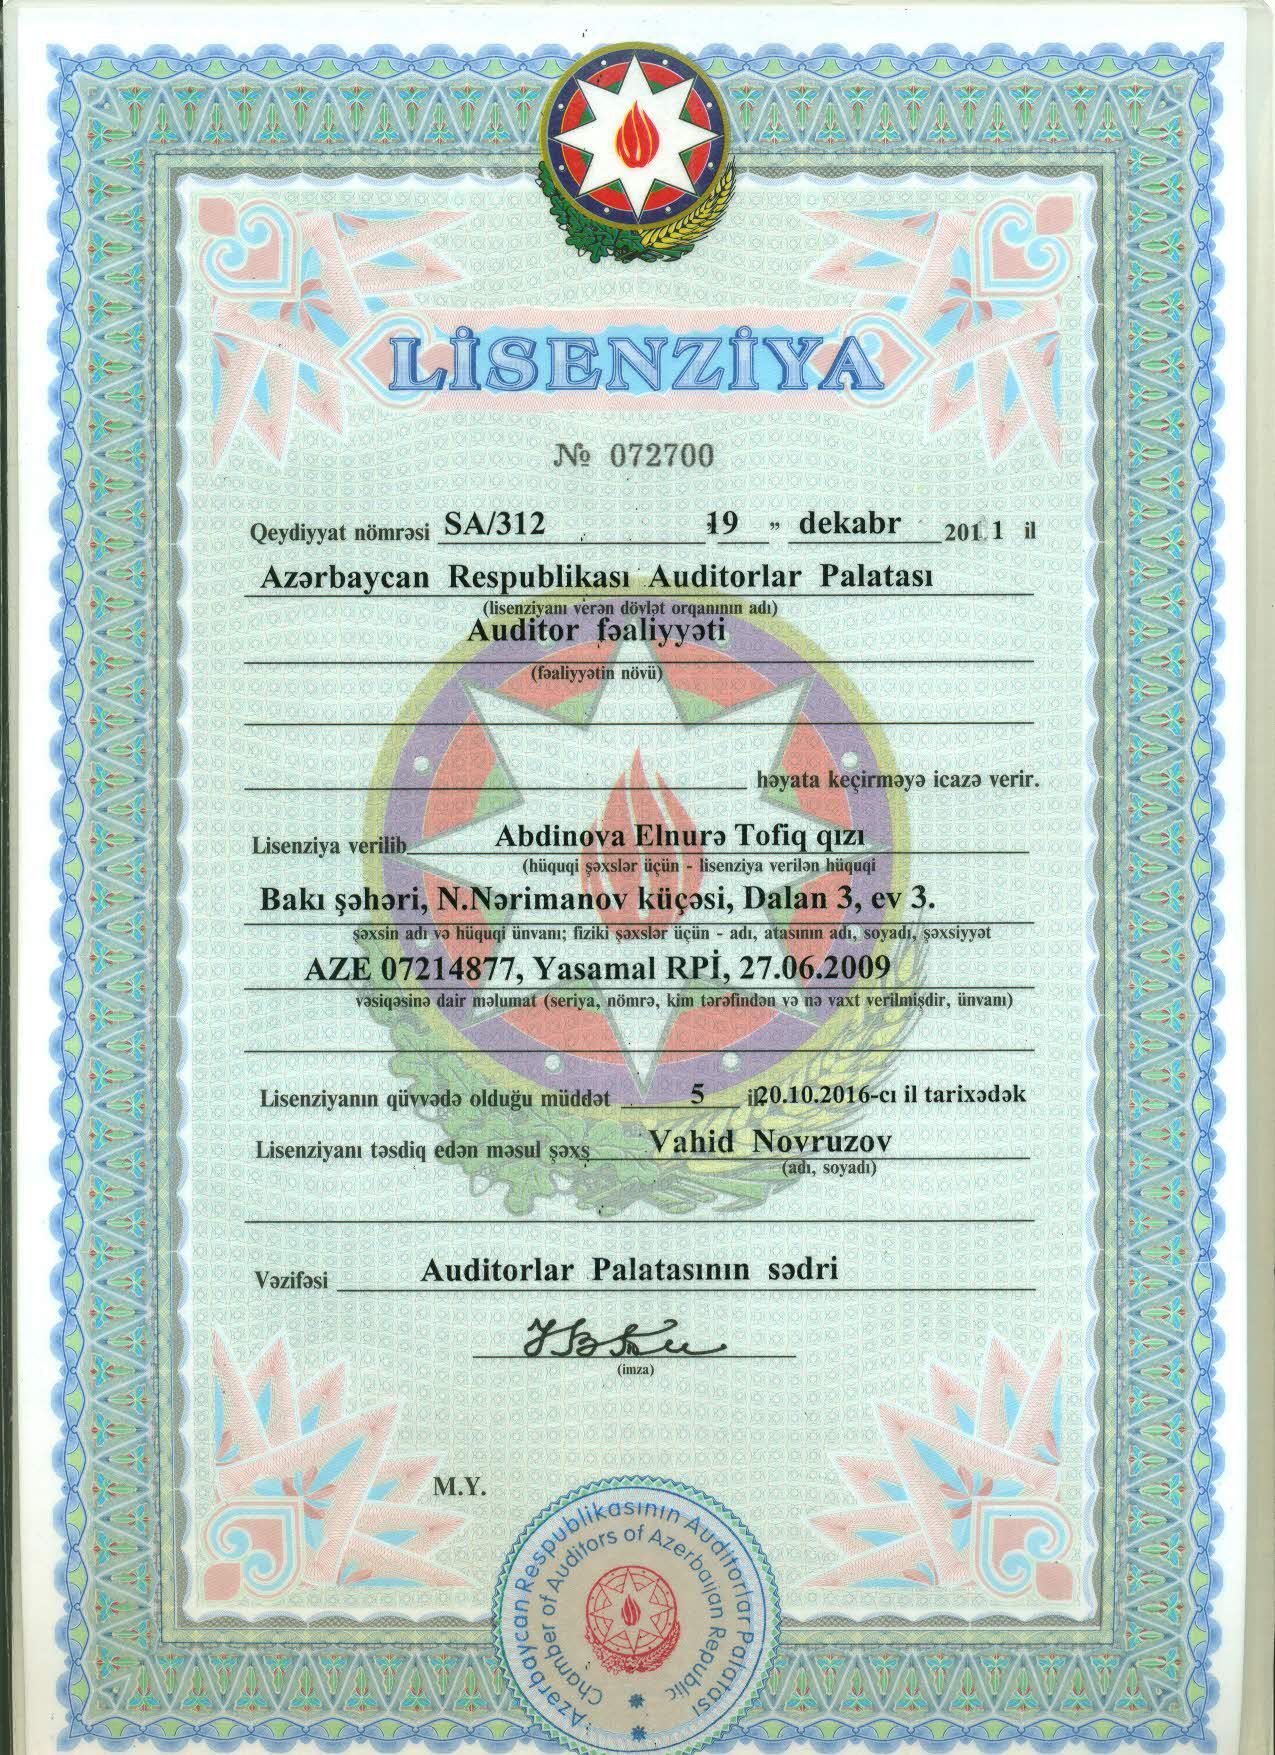 LİSENZİYA
№ 072700
Qeydiyyat nömrəsi SA/312 19 " dekabr 2011 il
Azərbaycan Respublikası Auditorlar Palatası
(lisenziyanı verən dövlət orqanının adı)
Auditor fəaliyyəti
(fəaliyyətin növü)
həyata keçirməyə icazə verir.
Lisenziya verilib Abdinova Elnurə Tofiq qızı
(hüquqi şəxslər üçün - lisenziya verilən hüquqi
Bakı şəhəri, N.Nərimanov küçəsi, Dalan 3, ev 3.
şəxsin adı və hüquqi ünvanı; fiziki şəxslər üçün - adı, atasının adı, soyadı, şəxsiyyət
AZE 07214877, Yasamal RPİ, 27.06.2009
vəsiqəsinə dair məlumat (seriya, nömrə, kim tərəfindən və nə vaxt verilmişdir, ünvanı)
Lisenziyanın qüvvədə olduğu müddət 5 il 20.10.2016-cı il tarixədək
Lisenziyanı təsdiq edən məsul şəxs Vahid Novruzov
(adı, soyadı)
Vəzifəsi Auditorlar Palatasının sədri
(imza)
M.Y.
Azərbaycan Respublikasının Auditorlar Palatası
Chamber of Auditors of Azerbaijan Republic